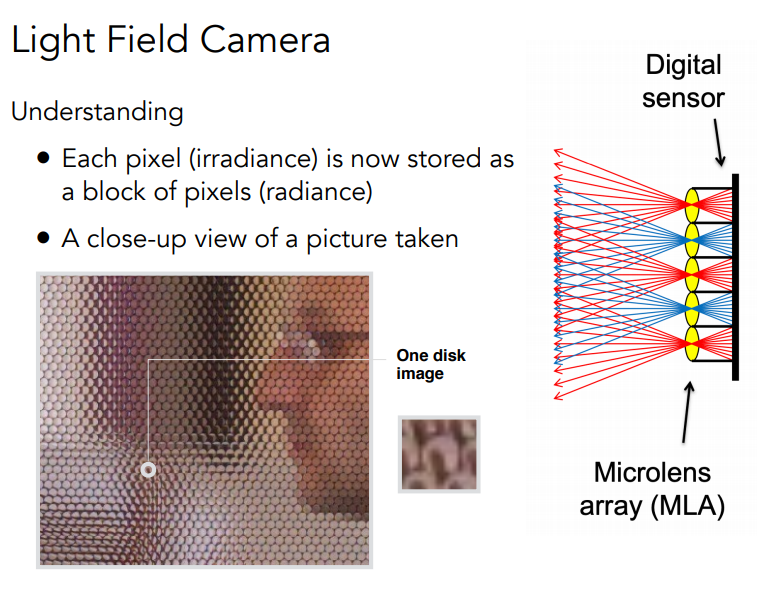 Light Field Camera
Understanding
• Each pixel (irradiance) is now stored as
a block of pixels (radiance)
• A close-up view of a picture taken
One disk
image
Digital
sensor
Microlens
array (MLA)